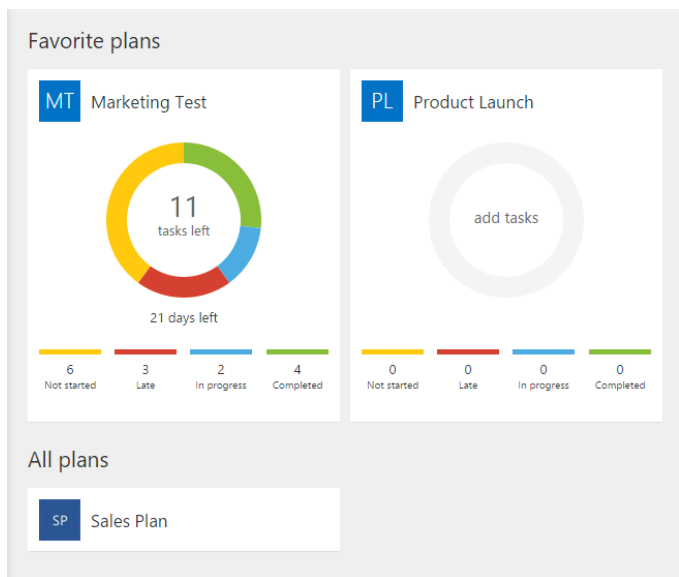 Favorite plans
MT Marketing Test
11
tasks left
21 days left
6 3 2 4
Not started Late In progress Completed
PL Product Launch
add tasks
0 0 0 0
Not started Late In progress Completed
All plans
SP Sales Plan